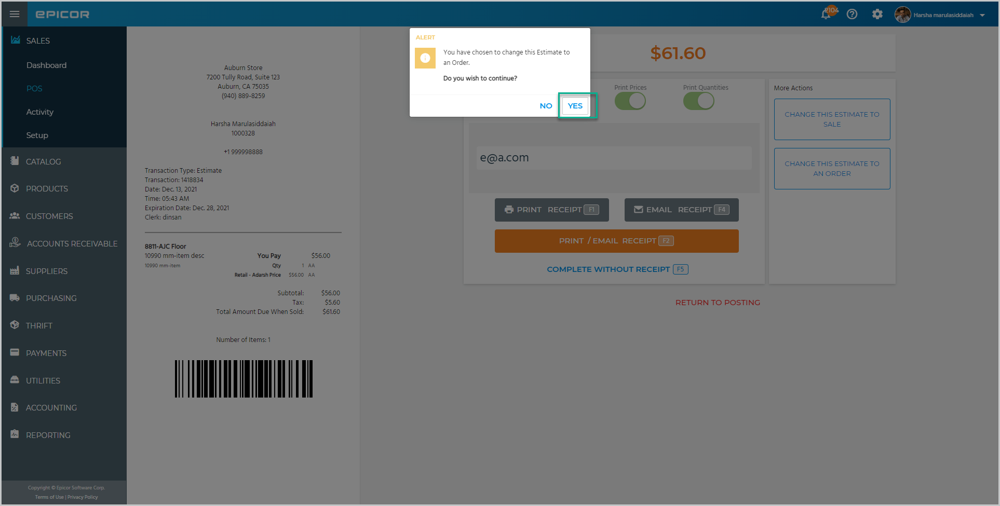 EPICOR
2104
Harsha marulasiddaiah
SALES
Dashboard
POS
Activity
Setup
CATALOG
PRODUCTS
CUSTOMERS
ACCOUNTS RECEIVABLE
SUPPLIERS
PURCHASING
THRIFT
PAYMENTS
UTILITIES
ACCOUNTING
REPORTING
Copyright © Epicor Software Corp.
Terms of Use | Privacy Policy
Auburn Store
7200 Tully Road, Suite 123
Auburn, CA 75035
(940) 889-8259
Harsha Marulasiddaiah
1000328
+1 999998888
Transaction Type: Estimate
Transaction: 1418834
Date: Dec. 13, 2021
Time: 05:43 AM
Expiration Date: Dec. 28, 2021
Clerk: dinsan
8811-AJC Floor
10990 mm-item desc You Pay $56.00
10990 mm-item Qty 1 AA
Retail - Adarsh Price $56.00 AA
Subtotal: $56.00
Tax: $5.60
Total Amount Due When Sold: $61.60
Number of Items: 1
ALERT
You have chosen to change this Estimate to
an Order.
Do you wish to continue?
NO YES
$61.60
Print Prices Print Quantities
e@a.com
PRINT RECEIPT F1
EMAIL RECEIPT F4
PRINT / EMAIL RECEIPT F2
COMPLETE WITHOUT RECEIPT F5
More Actions
CHANGE THIS ESTIMATE TO
SALE
CHANGE THIS ESTIMATE TO
AN ORDER
RETURN TO POSTING